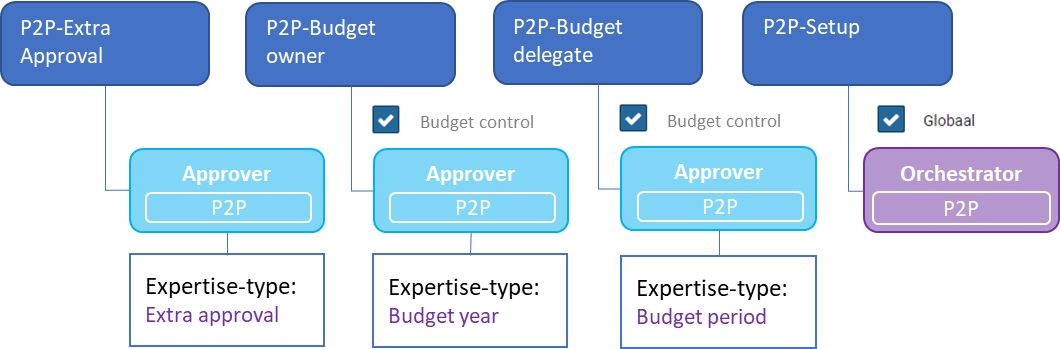 P2P-Extra
Approval
P2P-Budget
owner
P2P-Budget
delegate
P2P-Setup
Budget control
Budget control
Globaal
Approver
P2P
Approver
P2P
Approver
P2P
Orchestrator
P2P
Expertise-type:
Extra approval
Expertise-type:
Budget year
Expertise-type:
Budget period